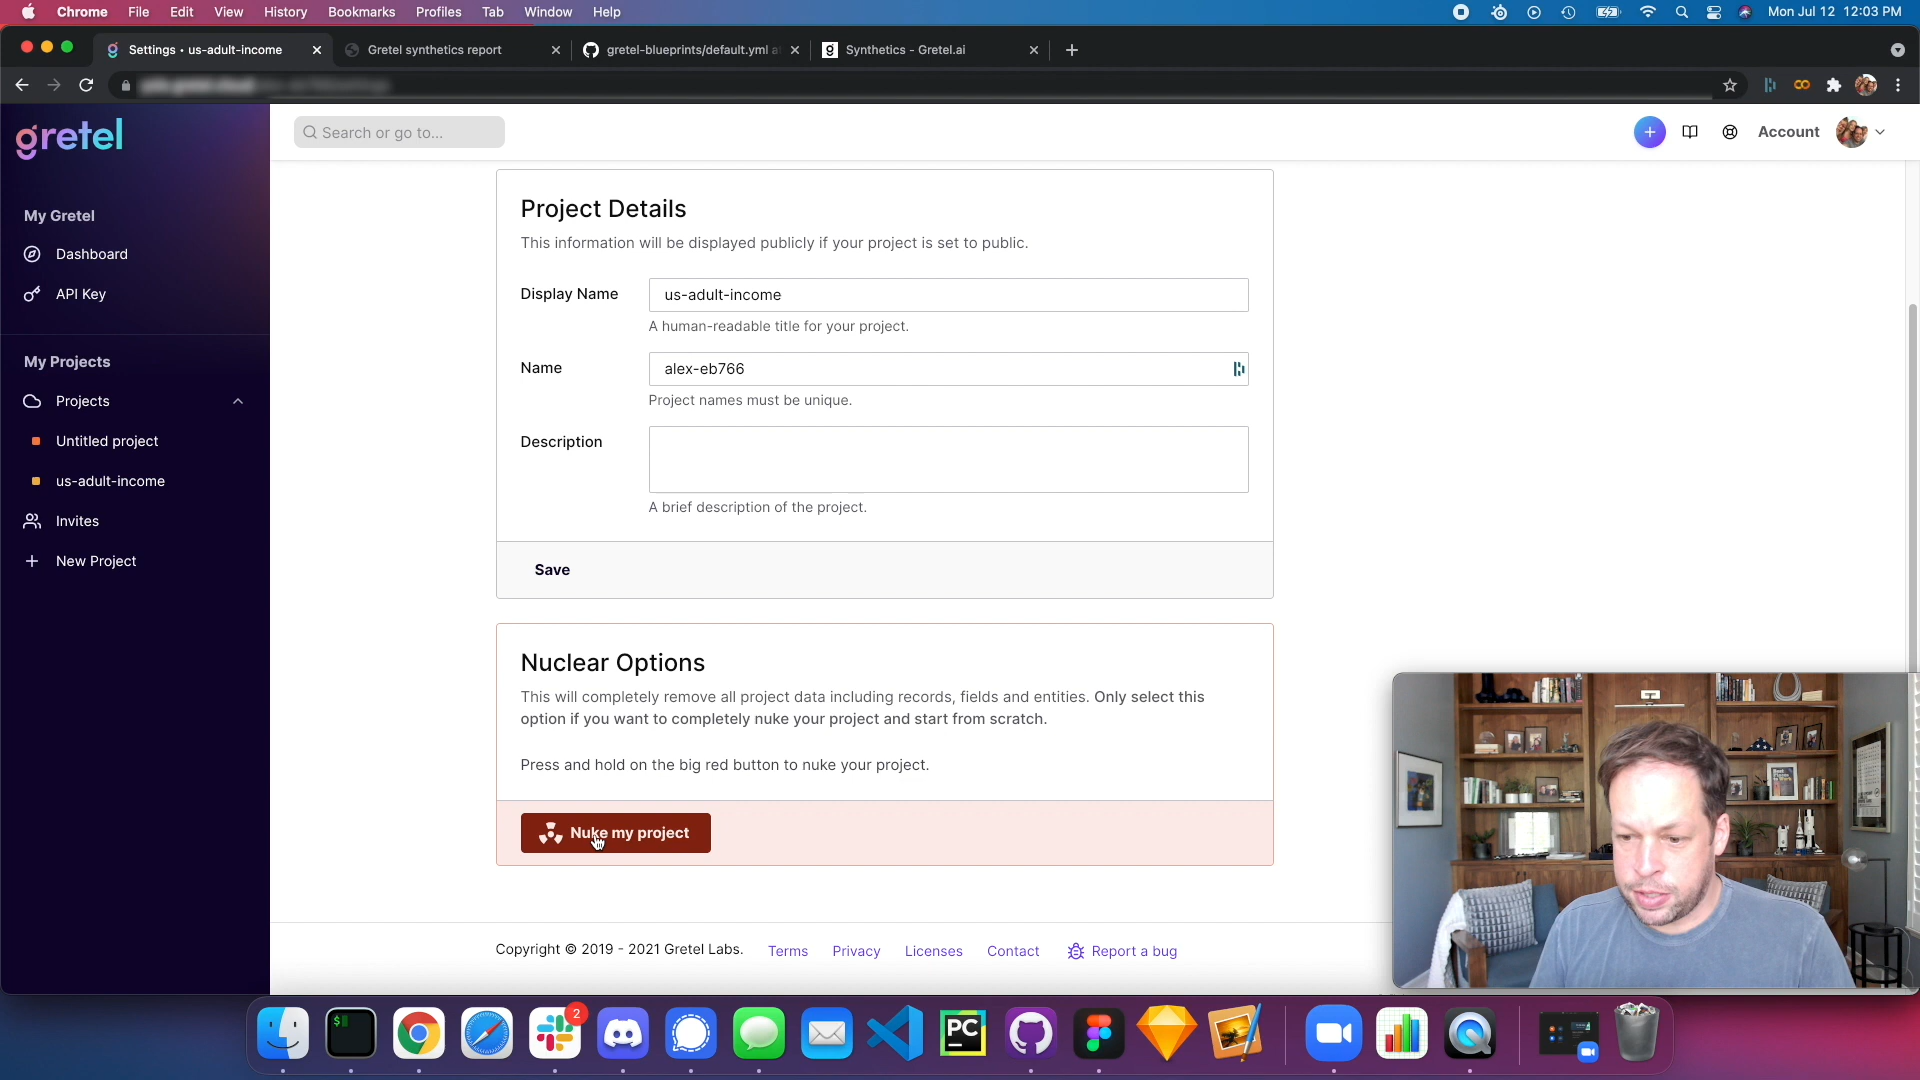 Chrome File Edit View History Bookmarks Profiles Tab Window Help
Mon Jul 12 12:03 PM
Settings • us-adult-income
Gretel synthetics report
gretel-blueprints/default.yml a
Synthetics - Gretel.ai
gretel
Search or go to...
Account
My Gretel
Dashboard
API Key
My Projects
Projects
Untitled project
us-adult-income
Invites
New Project
Project Details
This information will be displayed publicly if your project is set to public.
Display Name
us-adult-income
A human-readable title for your project.
Name
alex-eb766
Project names must be unique.
Description
A brief description of the project.
Save
Nuclear Options
This will completely remove all project data including records, fields and entities. Only select this
option if you want to completely nuke your project and start from scratch.
Press and hold on the big red button to nuke your project.
Nuke my project
Copyright © 2019 - 2021 Gretel Labs. Terms Privacy Licenses Contact Report a bug
$
2
PC